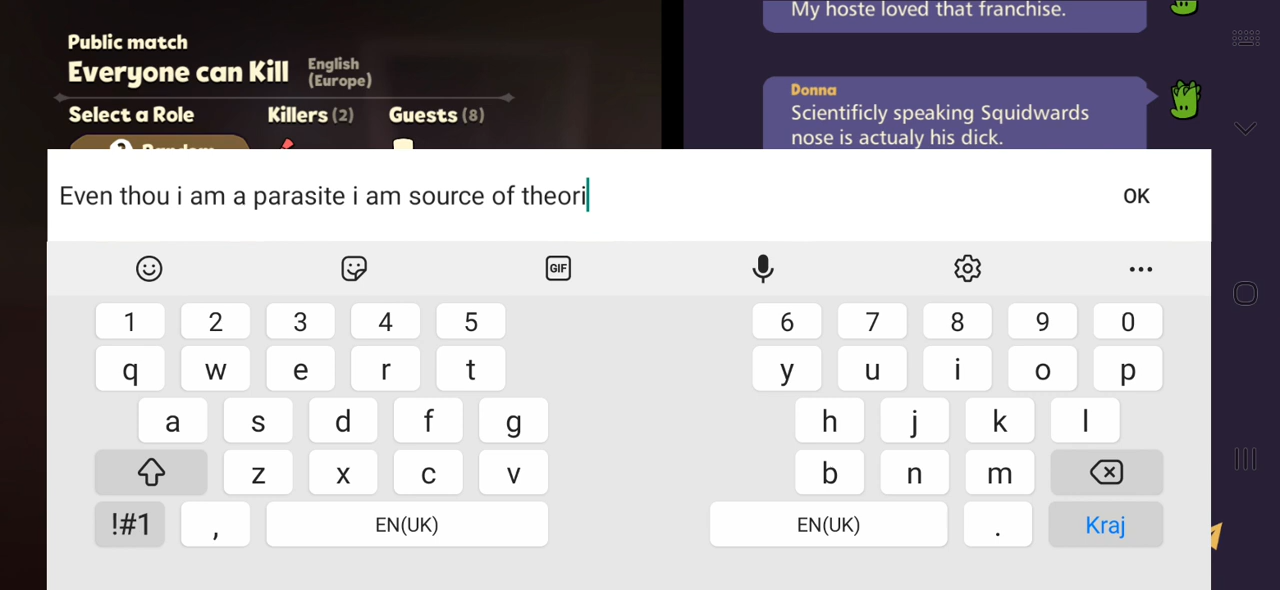 Public match
Everyone can Kill
English
(Europe)
Select a Role
Killers (2)
Guests (8)
Random
My hoste loved that franchise.
Donna
Scientificly speaking Squidwards
nose is actualy his dick.
Even thou i am a parasite i am source of theori
OK
GIF
1 2 3 4 5 6 7 8 9 0
q w e r t y u i o p
a s d f g h j k l
z x c v b n m
!#1 , EN(UK) EN(UK) . Kraj